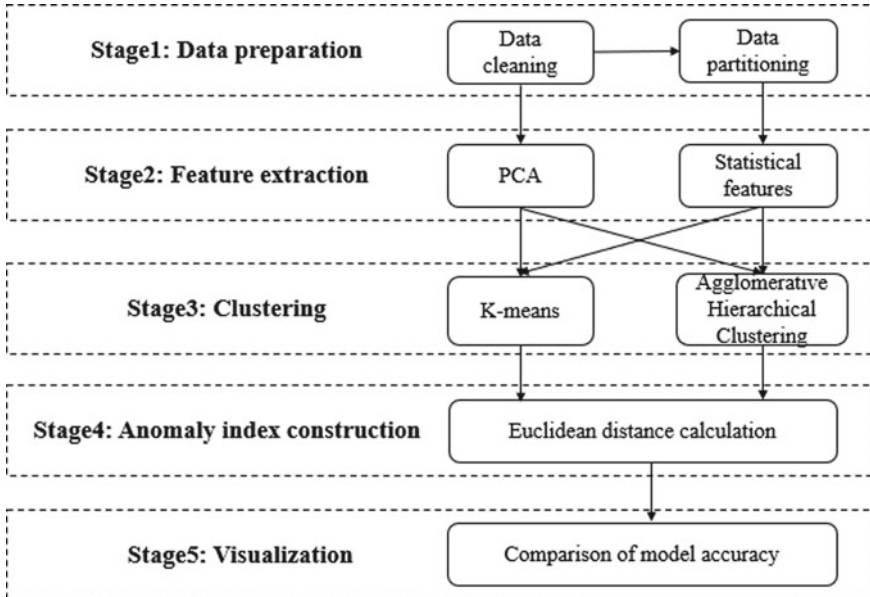 Stage1: Data preparation
Data
cleaning
Data
partitioning
Stage2: Feature extraction
PCA
Statistical
features
Stage3: Clustering
K-means
Agglomerative
Hierarchical
Clustering
Stage4: Anomaly index construction
Euclidean distance calculation
Stage5: Visualization
Comparison of model accuracy